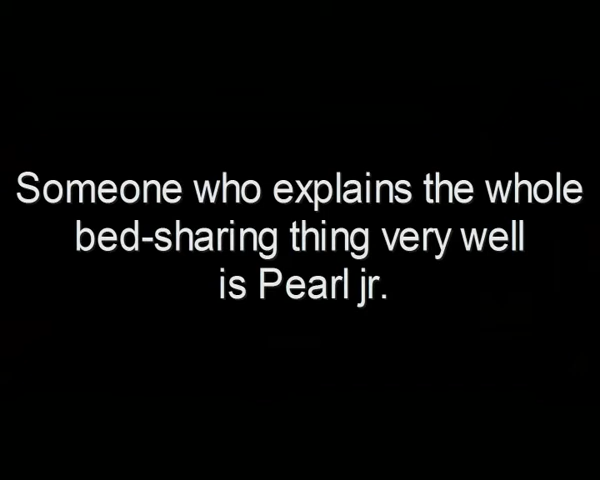 Someone who explains the whole
bed-sharing thing very well
is Pearl jr.